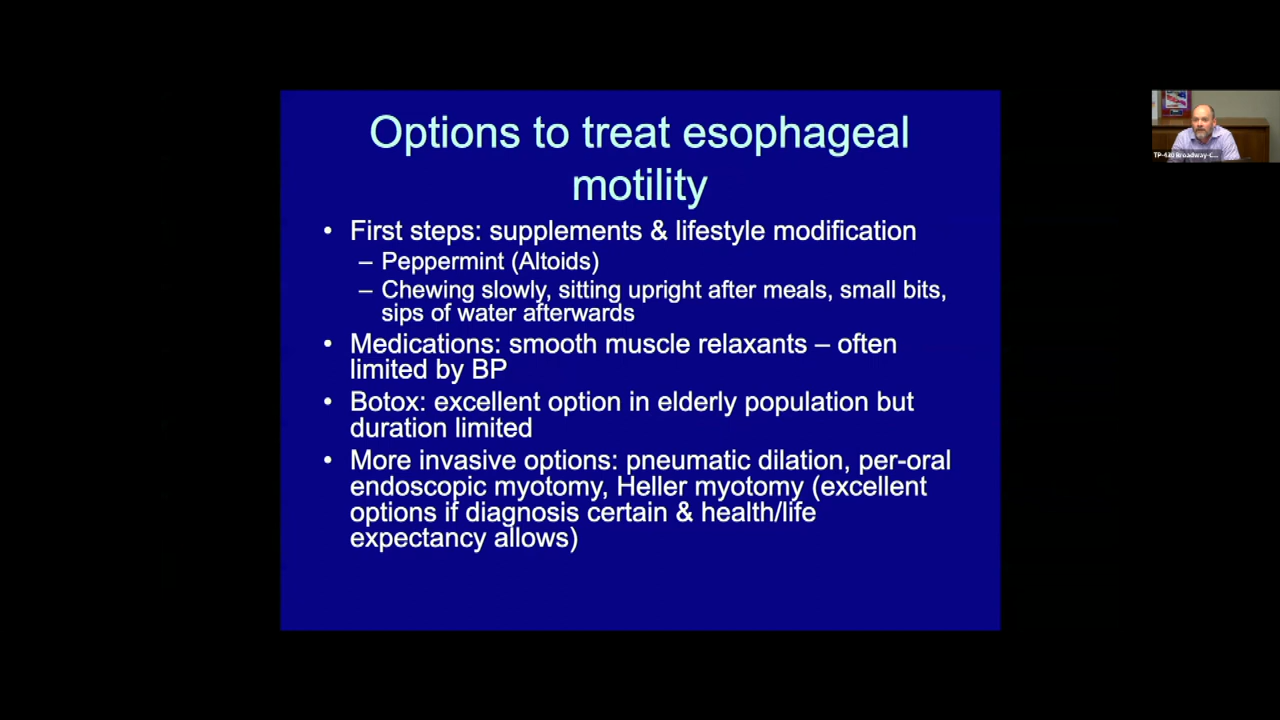 Options to treat esophageal
motility
• First steps: supplements & lifestyle modification
– Peppermint (Altoids)
– Chewing slowly, sitting upright after meals, small bits,
sips of water afterwards
• Medications: smooth muscle relaxants – often
limited by BP
• Botox: excellent option in elderly population but
duration limited
• More invasive options: pneumatic dilation, per-oral
endoscopic myotomy, Heller myotomy (excellent
options if diagnosis certain & health/life
expectancy allows)
TP-430 Broadway-C...